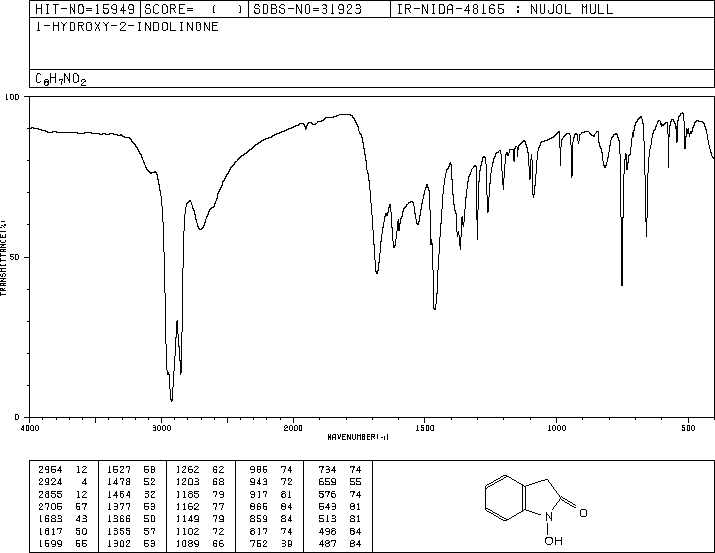 HIT-NO=15949 SCORE= ( ) SDBS-NO=31923 IR-NIDA-48165 : NUJOL MULL
1-HYDROXY-2-INDOLINONE
C8H7NO2
100
50
0
TRANSMITTANCE(%)
4000 3000 2000 1500 1000 500
WAVENUMBER(-1)
2954 12 1527 58 1262 62 986 74 734 74
2924 4 1478 52 1203 68 943 72 659 55
2855 12 1464 32 1185 79 917 81 576 74
2706 57 1377 53 1162 77 866 84 543 81
1683 43 1366 50 1149 79 859 84 513 81
1617 50 1355 57 1102 72 817 74 498 84
1599 55 1302 53 1089 66 752 39 487 84
O
N
OH